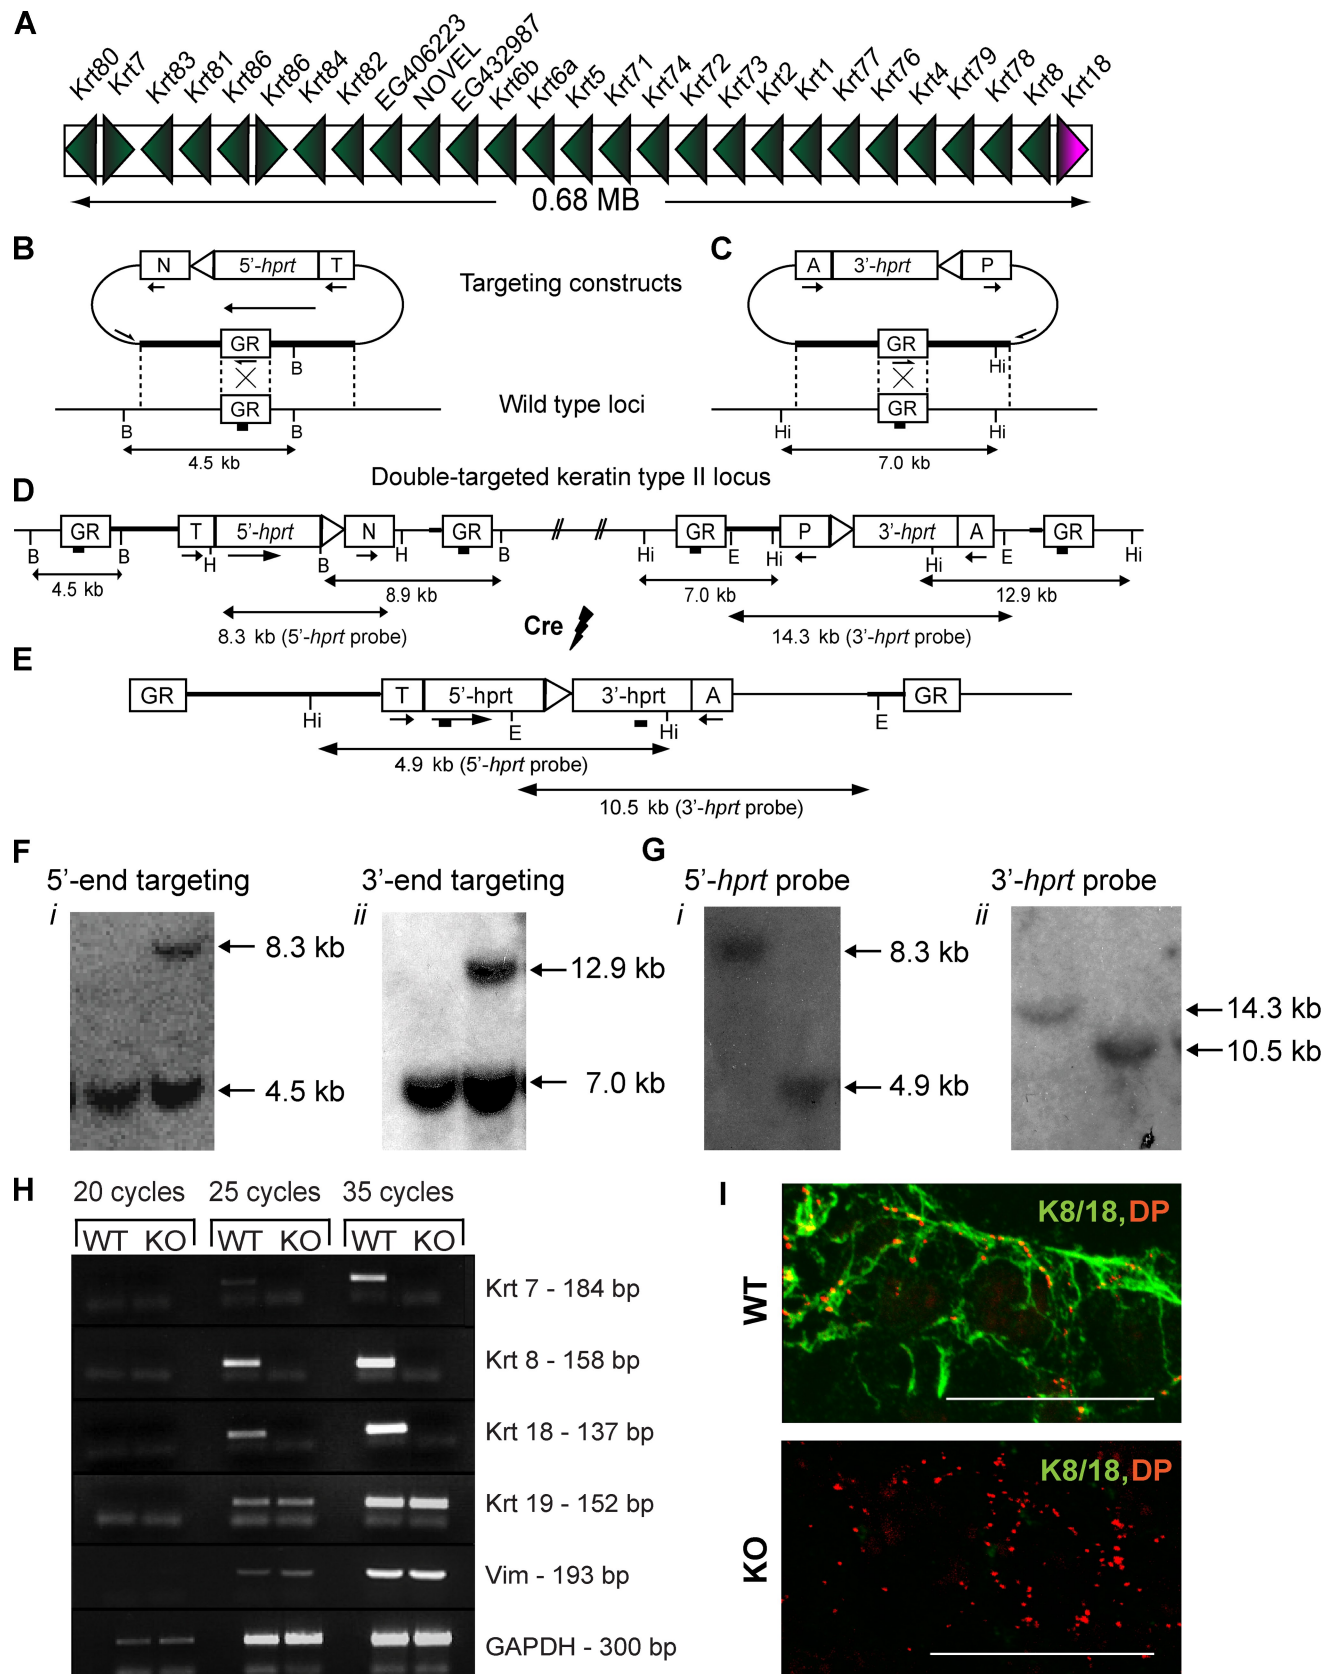 A
Krt80 Krt7 Krt83 Krt81 Krt86 Krt86 Krt84 Krt82 EG406223 NOVEL EG432987 Krt6b Krt6a Krt5 Krt71 Krt74 Krt72 Krt73 Krt2 Krt1 Krt77 Krt76 Krt4 Krt79 Krt78 Krt8 Krt18
0.68 MB
B
N 5'-hprt T
GR
B
GR
B B
4.5 kb
Targeting constructs
Wild type loci
C
A 3'-hprt P
GR
Hi
GR
Hi Hi
7.0 kb
Double-targeted keratin type II locus
D
GR T 5'-hprt N GR GR P 3'-hprt A GR
B B H B H B Hi E Hi Hi E Hi
4.5 kb 8.9 kb 7.0 kb 12.9 kb
8.3 kb (5'-hprt probe) Cre 14.3 kb (3'-hprt probe)
E
GR T 5'-hprt 3'-hprt A GR
Hi E Hi E
4.9 kb (5'-hprt probe)
10.5 kb (3'-hprt probe)
F
5'-end targeting
i
8.3 kb
4.5 kb
3'-end targeting
ii
12.9 kb
7.0 kb
G
5'-hprt probe
i
8.3 kb
4.9 kb
3'-hprt probe
ii
14.3 kb
10.5 kb
H
20 cycles 25 cycles 35 cycles
WT KO WT KO WT KO
Krt 7 - 184 bp
Krt 8 - 158 bp
Krt 18 - 137 bp
Krt 19 - 152 bp
Vim - 193 bp
GAPDH - 300 bp
I
WT
K8/18,DP
KO
K8/18,DP